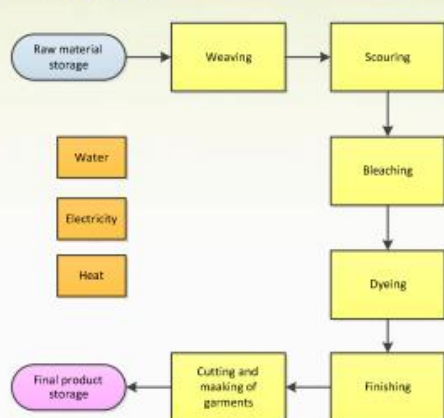 Raw material
storage
Weaving
Scouring
Water
Bleaching
Electricity
Heat
Dyeing
Final product
storage
Cutting and
maaking of
garments
Finishing